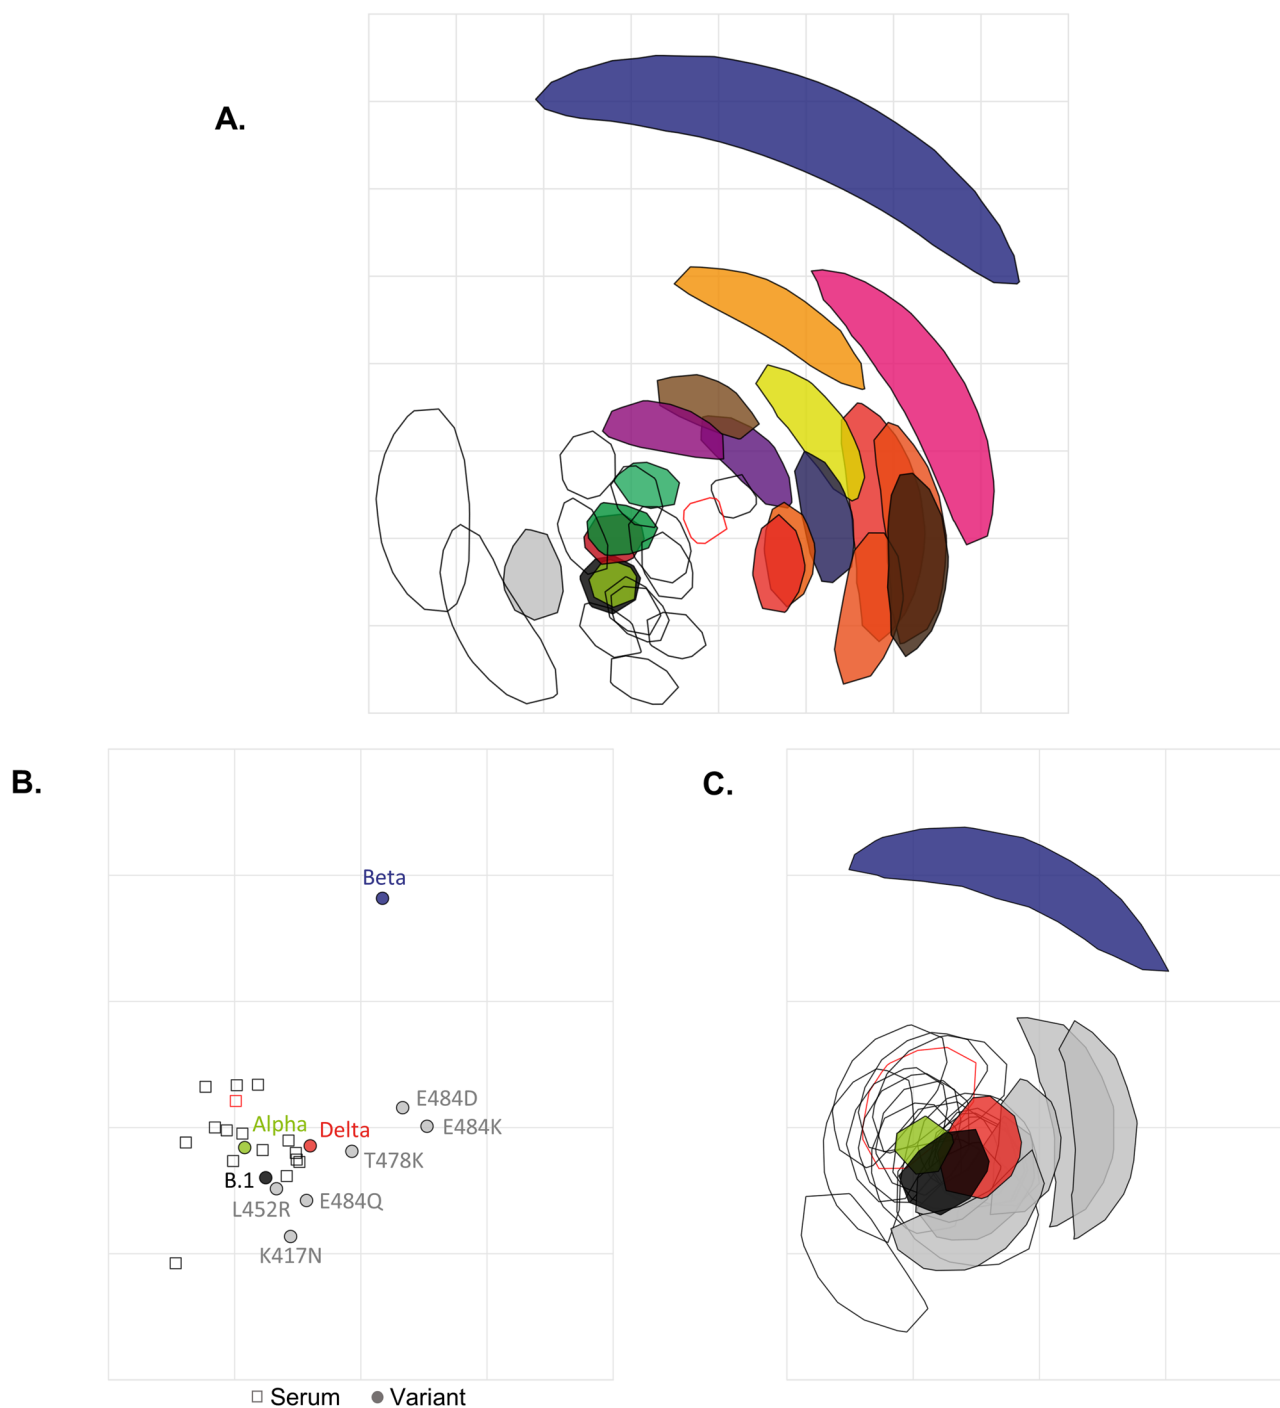 A.
B.
C.
Beta
E484D
Alpha
Delta
E484K
T478K
B.1
E484Q
L452R
K417N
Serum
Variant